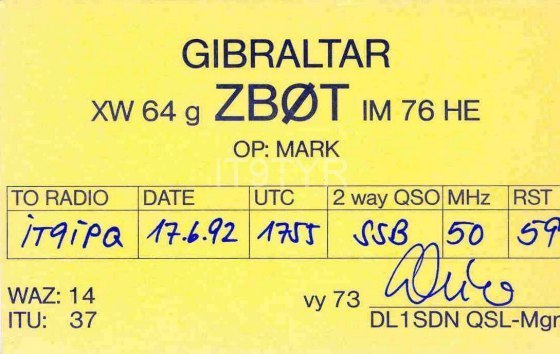 GIBRALTAR
XW 64 g ZBØT IM 76 HE
OP: MARK
IT9TYR
TO RADIO DATE UTC 2 way QSO MHz RST
iT9iPQ 17.6.92 1755 SSB 50 59
WAZ: 14
ITU: 37
vy 73
DL1SDN QSL-Mgr